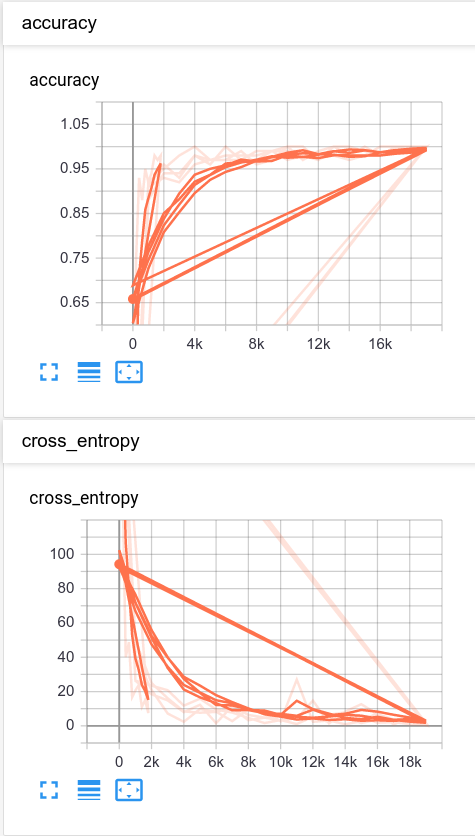 accuracy
accuracy
1.05
0.95
0.85
0.75
0.65
0 4k 8k 12k 16k
cross_entropy
cross_entropy
100
80
60
40
20
0
0 2k 4k 6k 8k 10k 12k 14k 16k 18k